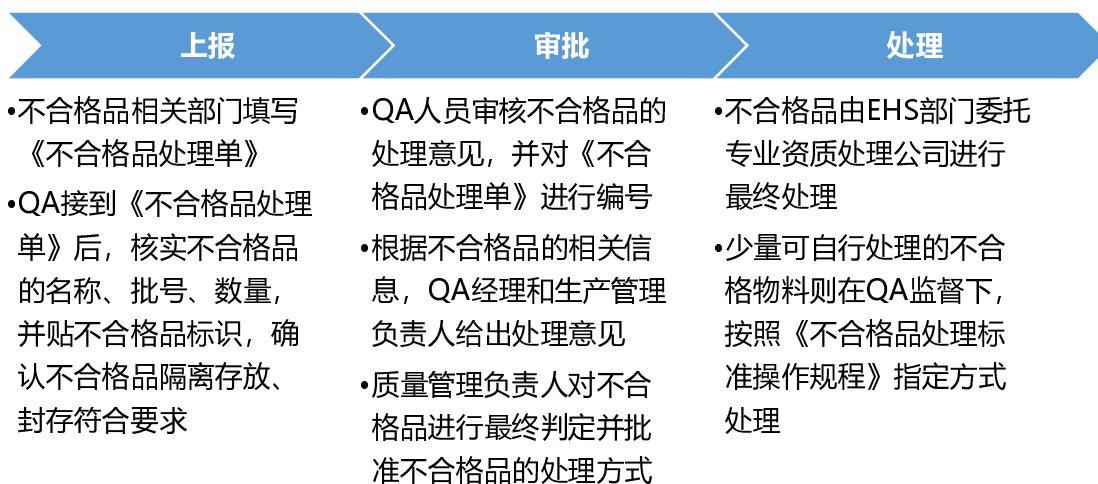 上报
•不合格品相关部门填写
《不合格品处理单》
•QA接到《不合格品处理
单》后，核实不合格品
的名称、批号、数量，
并贴不合格品标识，确
认不合格品隔离存放、
封存符合要求
审批
•QA人员审核不合格品的
处理意见，并对《不合
格品处理单》进行编号
•根据不合格品的相关信
息，QA经理和生产管理
负责人给出处理意见
•质量管理负责人对不合
格品进行最终判定并批
准不合格品的处理方式
处理
•不合格品由EHS部门委托
专业资质处理公司进行
最终处理
•少量可自行处理的不合
格物料则在QA监督下，
按照《不合格品处理标
准操作规程》指定方式
处理